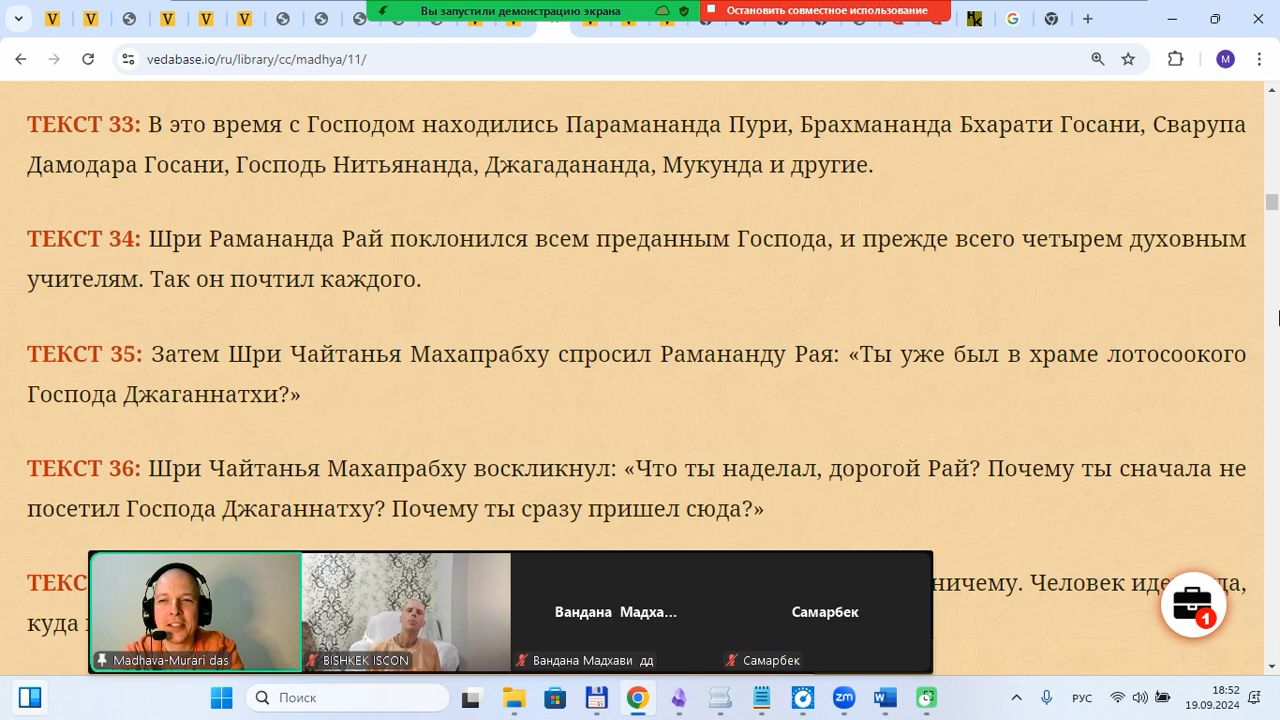 Вы запустили демонстрацию экрана
Остановить совместное использование
vedabase.io/ru/library/cc/madhya/11/
ТЕКСТ 33: В это время с Господом находились Парамананда Пури, Брахмананда Бхарати Госани, Сварупа
Дамодара Госани, Господь Нитьянанда, Джагадананда, Мукунда и другие.
ТЕКСТ 34: Шри Рамананда Рай поклонился всем преданным Господа, и прежде всего четырем духовным
учителям. Так он почтил каждого.
ТЕКСТ 35: Затем Шри Чайтанья Махапрабху спросил Рамананду Рая: «Ты уже был в храме лотосоокого
Господа Джаганнатхи?»
ТЕКСТ 36: Шри Чайтанья Махапрабху воскликнул: «Что ты наделал, дорогой Рай? Почему ты сначала не
посетил Господа Джаганнатху? Почему ты сразу пришел сюда?»
ничему. Человек
куда
Вандана Мадха...
Самарбек
Madhava-Murari das
BISHKEK ISCON
Вандана Мадхави дд
Самарбек
1
Поиск
РУС
18:52
19.09.2024